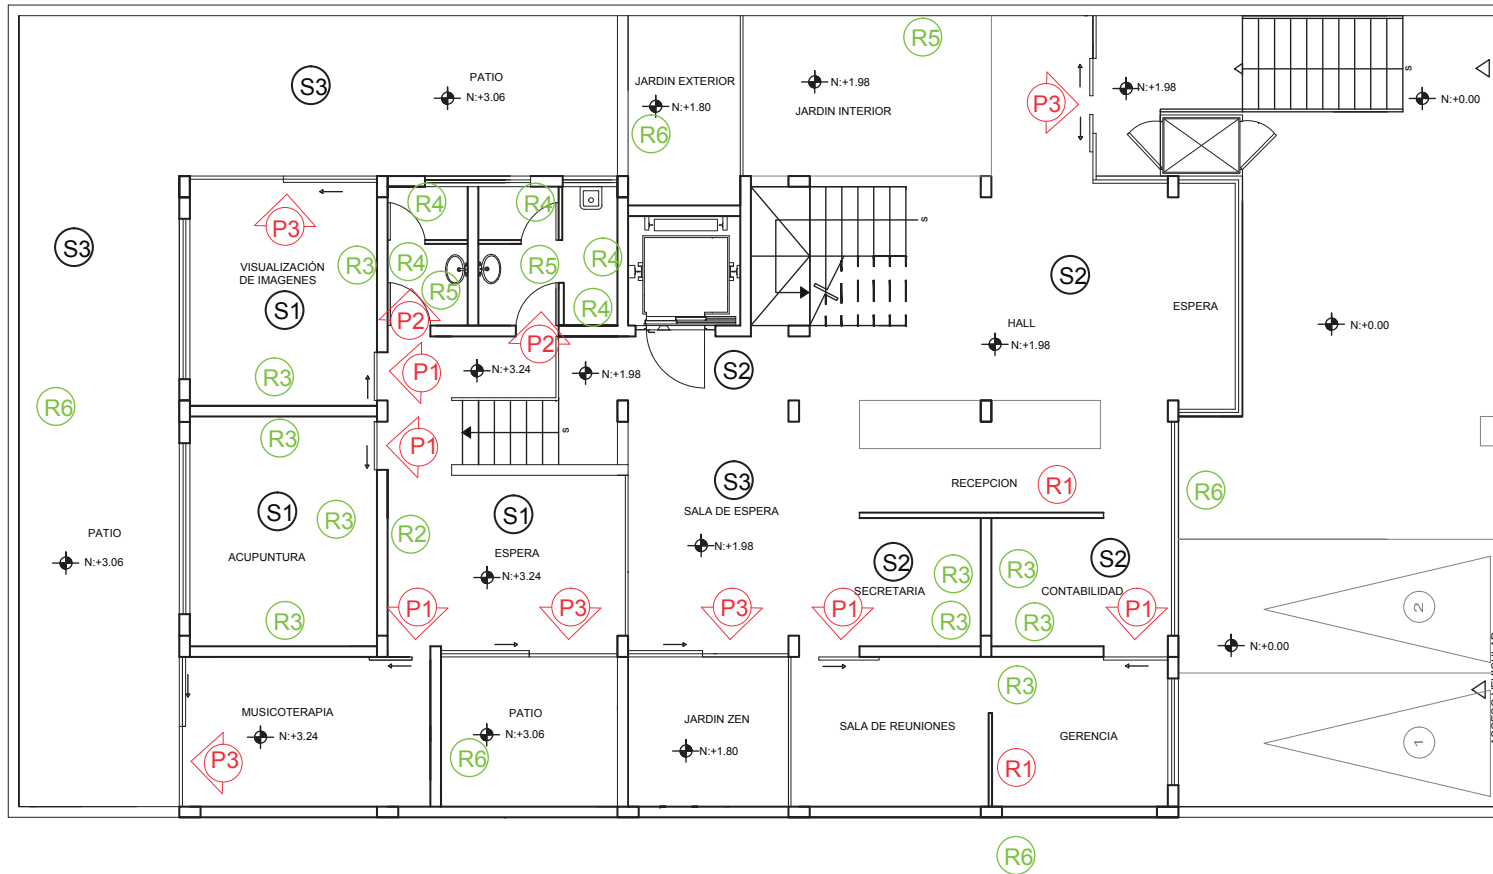 R5
S3
PATIO
N:+3.06
JARDIN EXTERIOR
N:+1.80
R6
N:+1.98
JARDIN INTERIOR
P3
N:+1.98
s
N:+0.00
R4
R4
P3
S3
R3
R4
R5
R4
R5
R4
VISUALIZACIÓN
DE IMAGENES
S1
P2
P2
s
S2
ESPERA
HALL
N:+1.98
N:+0.00
R3
P1
N:+3.24
N:+1.98
S2
R6
R3
P1
s
S1
R3
R2
S1
ESPERA
N:+3.24
S3
SALA DE ESPERA
N:+1.98
RECEPCION
R1
R6
PATIO
N:+3.06
ACUPUNTURA
R3
P1
P3
P3
S2
SECRETARIA
P1
R3
R3
R3
R3
S2
CONTABILIDAD
P1
2
N:+0.00
MUSICOTERAPIA
N:+3.24
P3
PATIO
N:+3.06
R6
JARDIN ZEN
N:+1.80
SALA DE REUNIONES
R3
GERENCIA
R1
1
R6